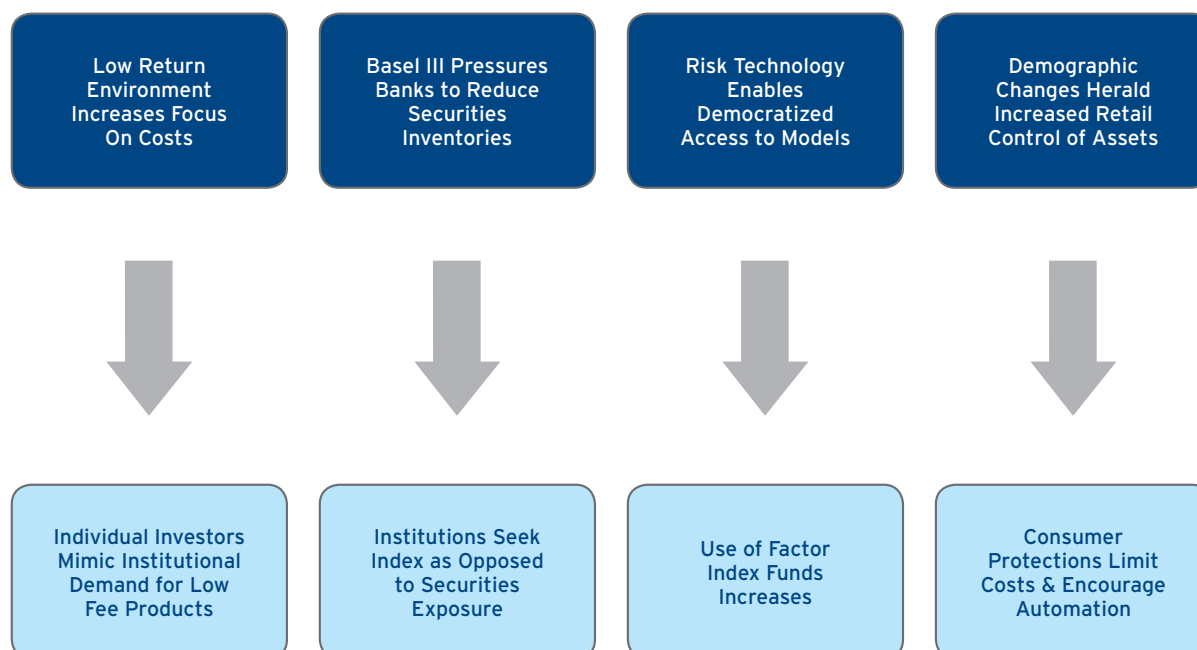 Low Return
Environment
Increases Focus
On Costs
Basel III Pressures
Banks to Reduce
Securities
Inventories
Risk Technology
Enables
Democratized
Access to Models
Demographic
Changes Herald
Increased Retail
Control of Assets
Individual Investors
Mimic Institutional
Demand for Low
Fee Products
Institutions Seek
Index as Opposed
to Securities
Exposure
Use of Factor
Index Funds
Increases
Consumer
Protections Limit
Costs & Encourage
Automation